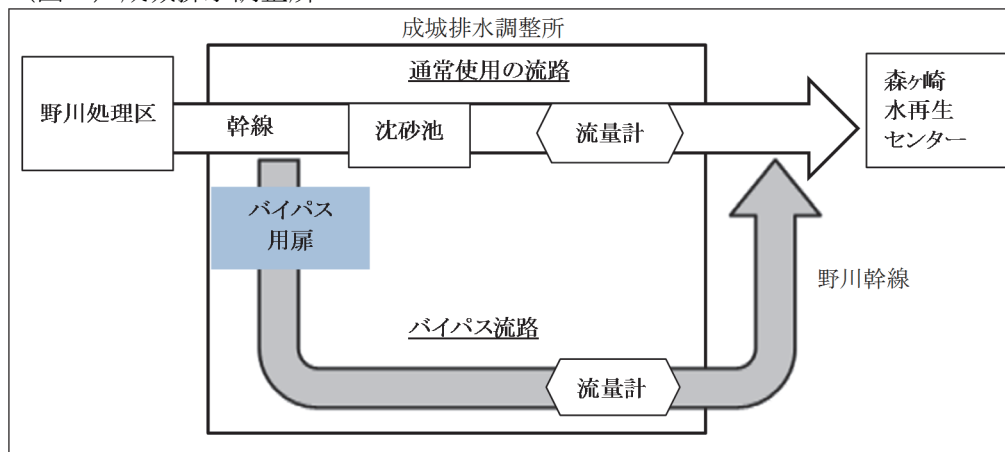 成城排水調整所
通常使用の流路
野川処理区
幹線
沈砂池
流量計
森ヶ崎
水再生
センター
バイパス
用扉
野川幹線
バイパス流路
流量計